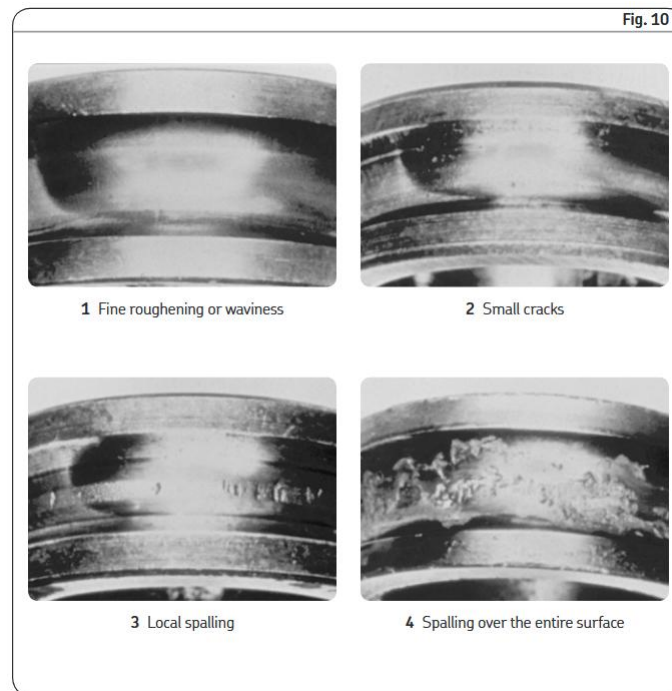 Fig. 10
1 Fine roughening or waviness
2 Small cracks
3 Local spalling
4 Spalling over the entire surface